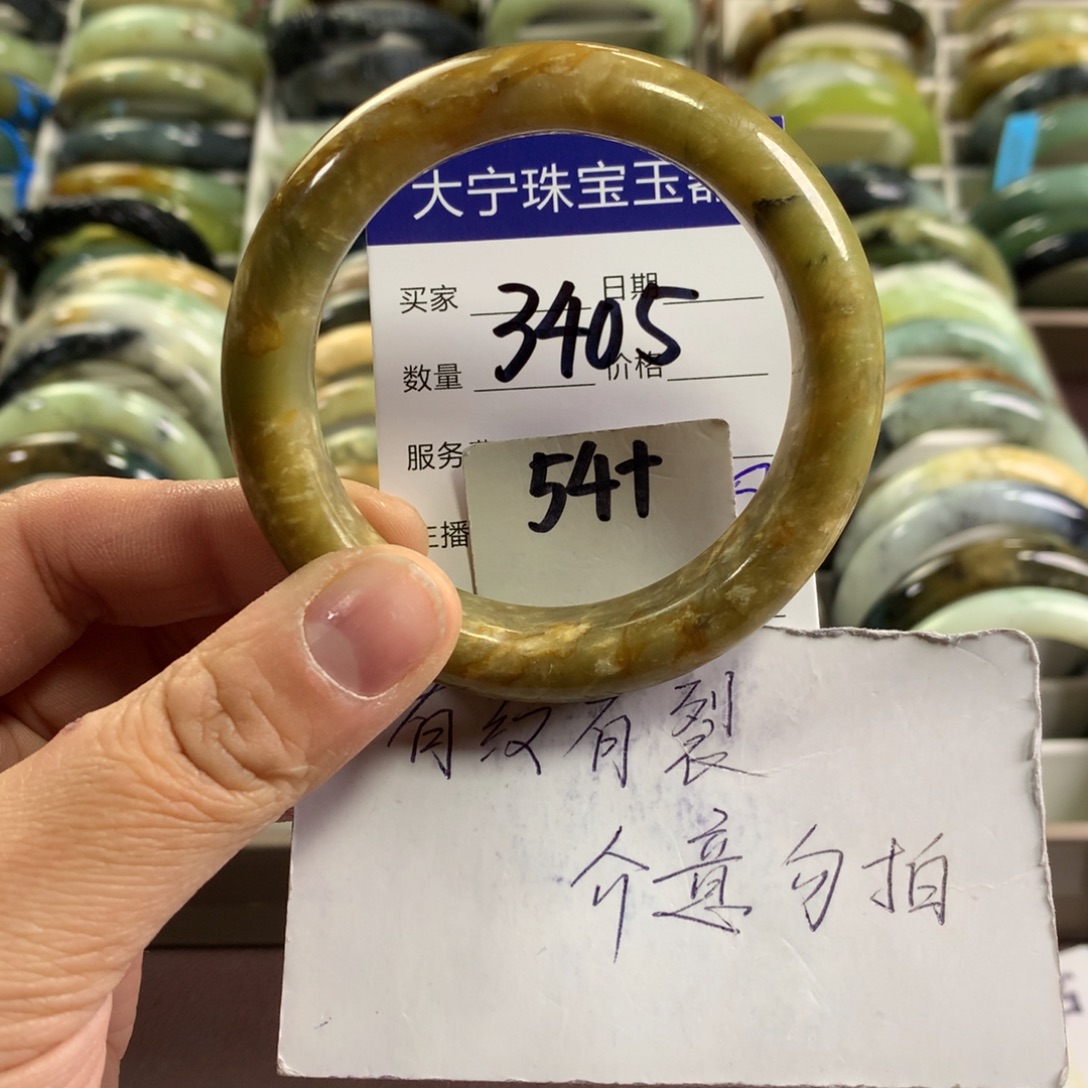 大宁珠宝玉器
买家 日期
3405
数量 价格
服务费
54+
主播
有纹有裂
介意勿拍